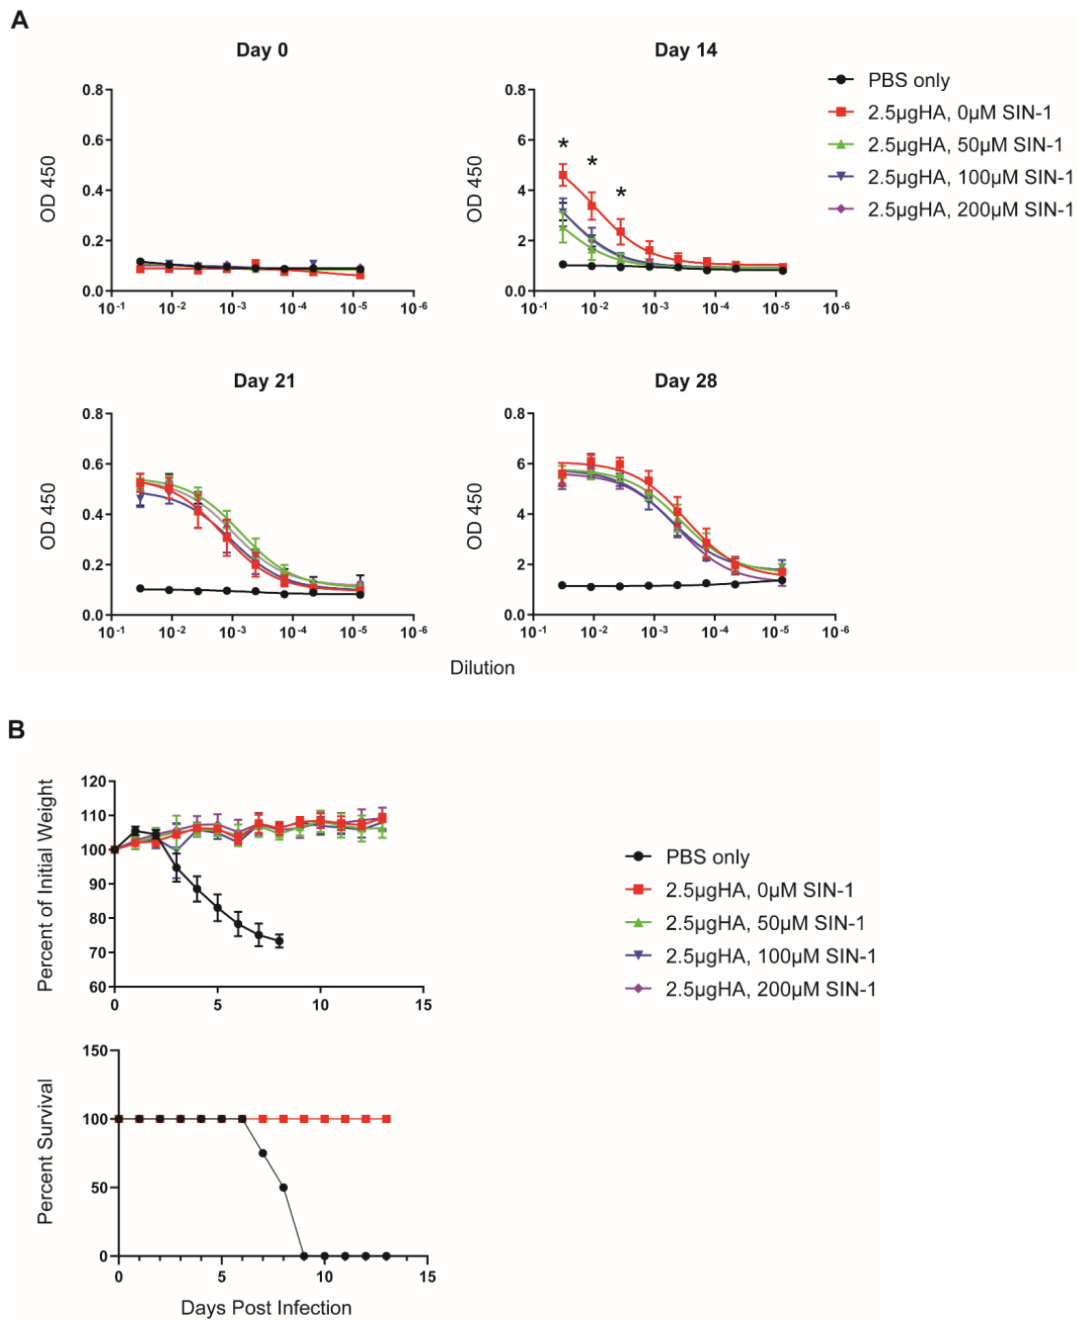 A
Day 0
OD 450
0.8
0.6
0.4
0.2
0.0
10-1 10-2 10-3 10-4 10-5 10-6
Day 14
OD 450
0.8
6
4
2
0.0
* * *
10-1 10-2 10-3 10-4 10-5 10-6
PBS only
2.5µgHA, 0µM SIN-1
2.5µgHA, 50µM SIN-1
2.5µgHA, 100µM SIN-1
2.5µgHA, 200µM SIN-1
Day 21
OD 450
0.8
0.6
0.4
0.2
0.0
10-1 10-2 10-3 10-4 10-5 10-6
Day 28
OD 450
0.8
6
4
2
0.0
10-1 10-2 10-3 10-4 10-5 10-6
Dilution
B
Percent of Initial Weight
120
110
100
90
80
70
60
0 5 10 15
PBS only
2.5µgHA, 0µM SIN-1
2.5µgHA, 50µM SIN-1
2.5µgHA, 100µM SIN-1
2.5µgHA, 200µM SIN-1
Percent Survival
150
100
50
0
0 5 10 15
Days Post Infection